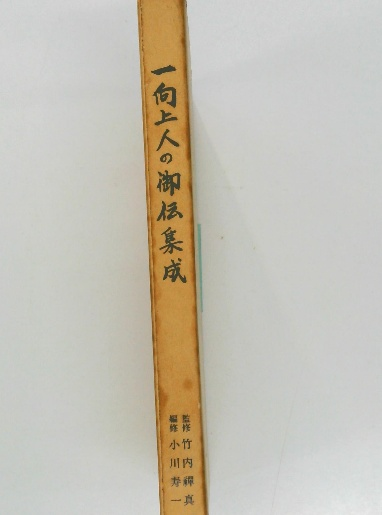 一向上人の御伝集成
監修 竹内禅真
編修 小川寿一